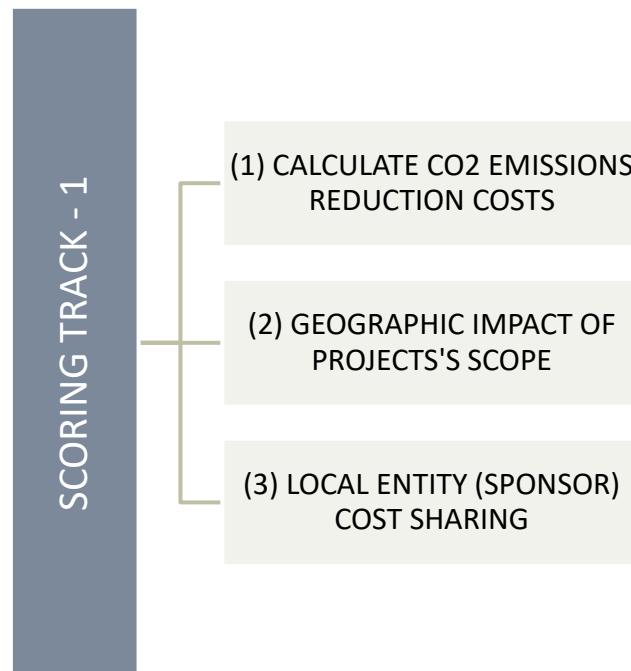 SCORING TRACK - 1
(1) CALCULATE CO2 EMISSIONS
REDUCTION COSTS
(2) GEOGRAPHIC IMPACT OF
PROJECTS'S SCOPE
(3) LOCAL ENTITY (SPONSOR)
COST SHARING